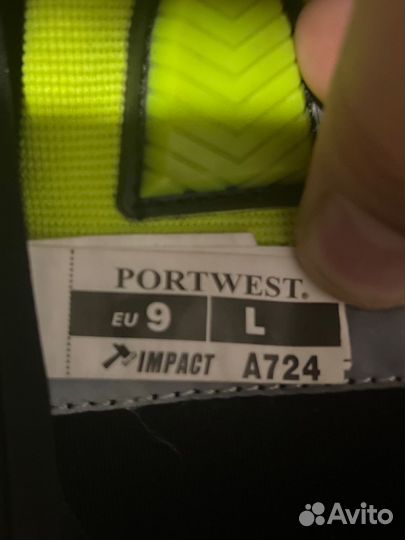 PORTWEST®
EU 9 L
IMPACT A724
Avito